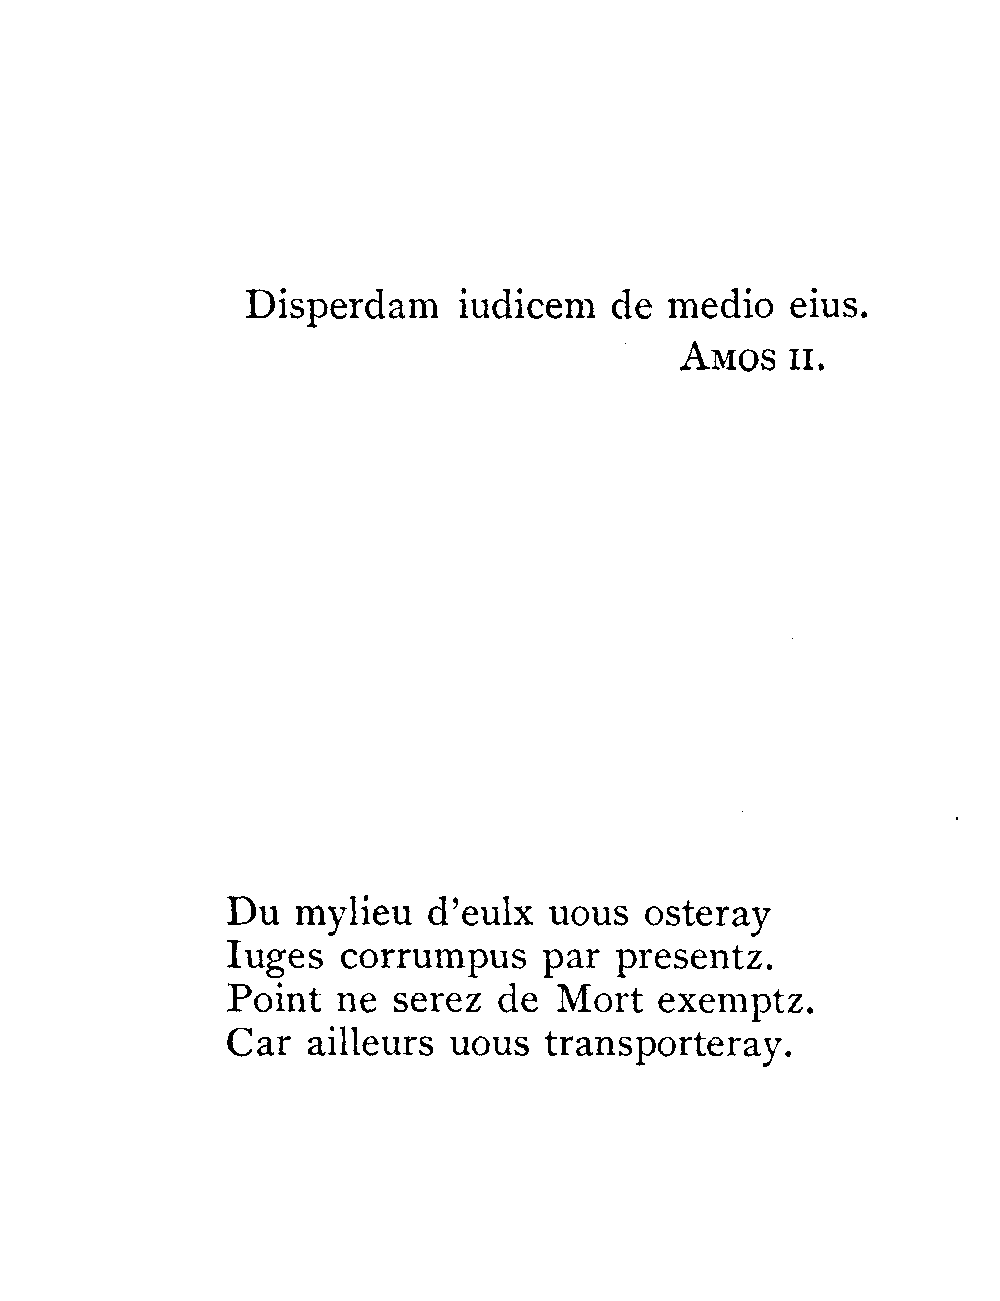 Disperdam iudicem de medio eius.
AMOS II.
Du mylieu d'eulx uous osteray
Iuges corrumpus par presentz.
Point ne serez de Mort exemptz.
Car ailleurs uous transporteray.